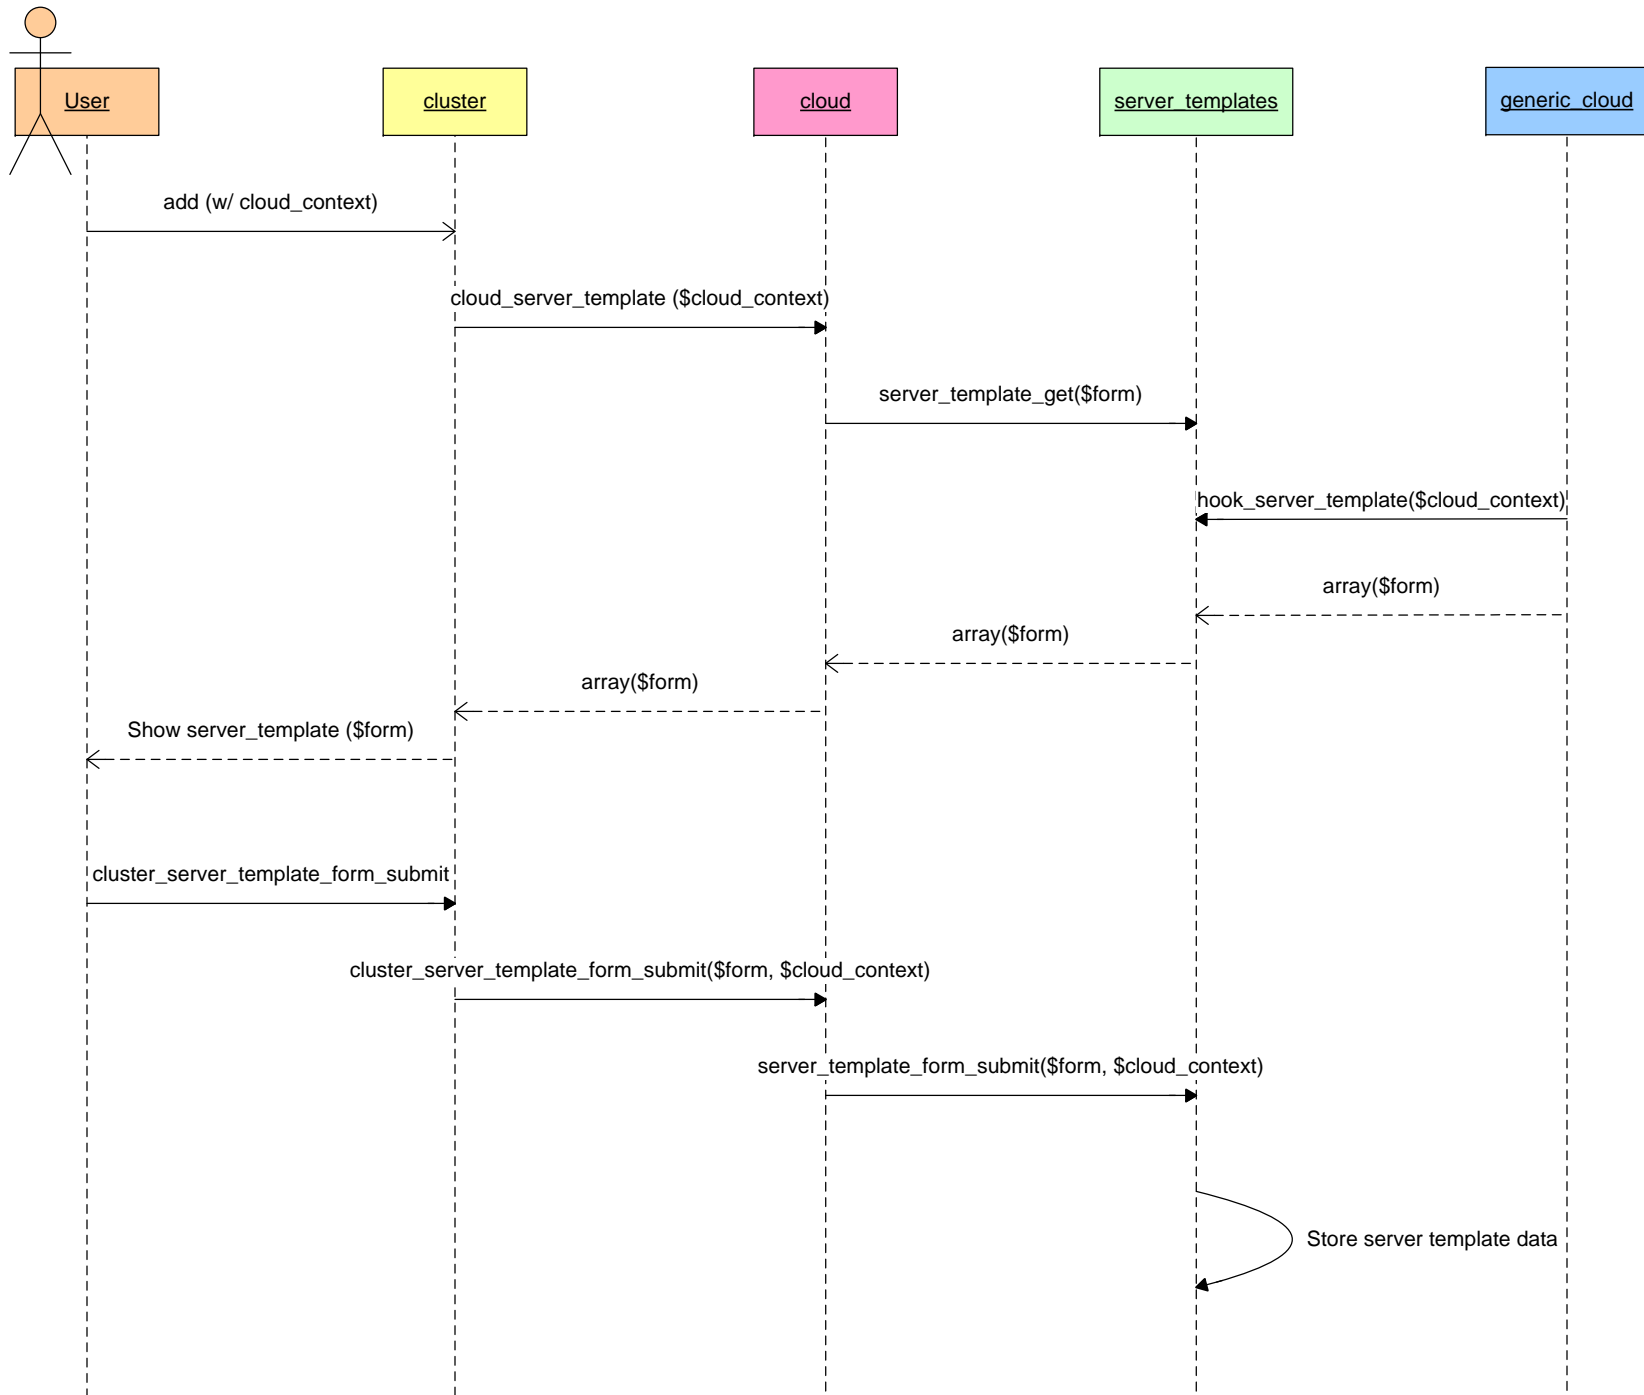 User
cluster
cloud
server_templates
generic_cloud
add (w/ cloud_context)
cloud_server_template ($cloud_context)
server_template_get($form)
hook_server_template($cloud_context)
array($form)
array($form)
array($form)
Show server_template ($form)
cluster_server_template_form_submit
cluster_server_template_form_submit($form, $cloud_context)
server_template_form_submit($form, $cloud_context)
Store server template data